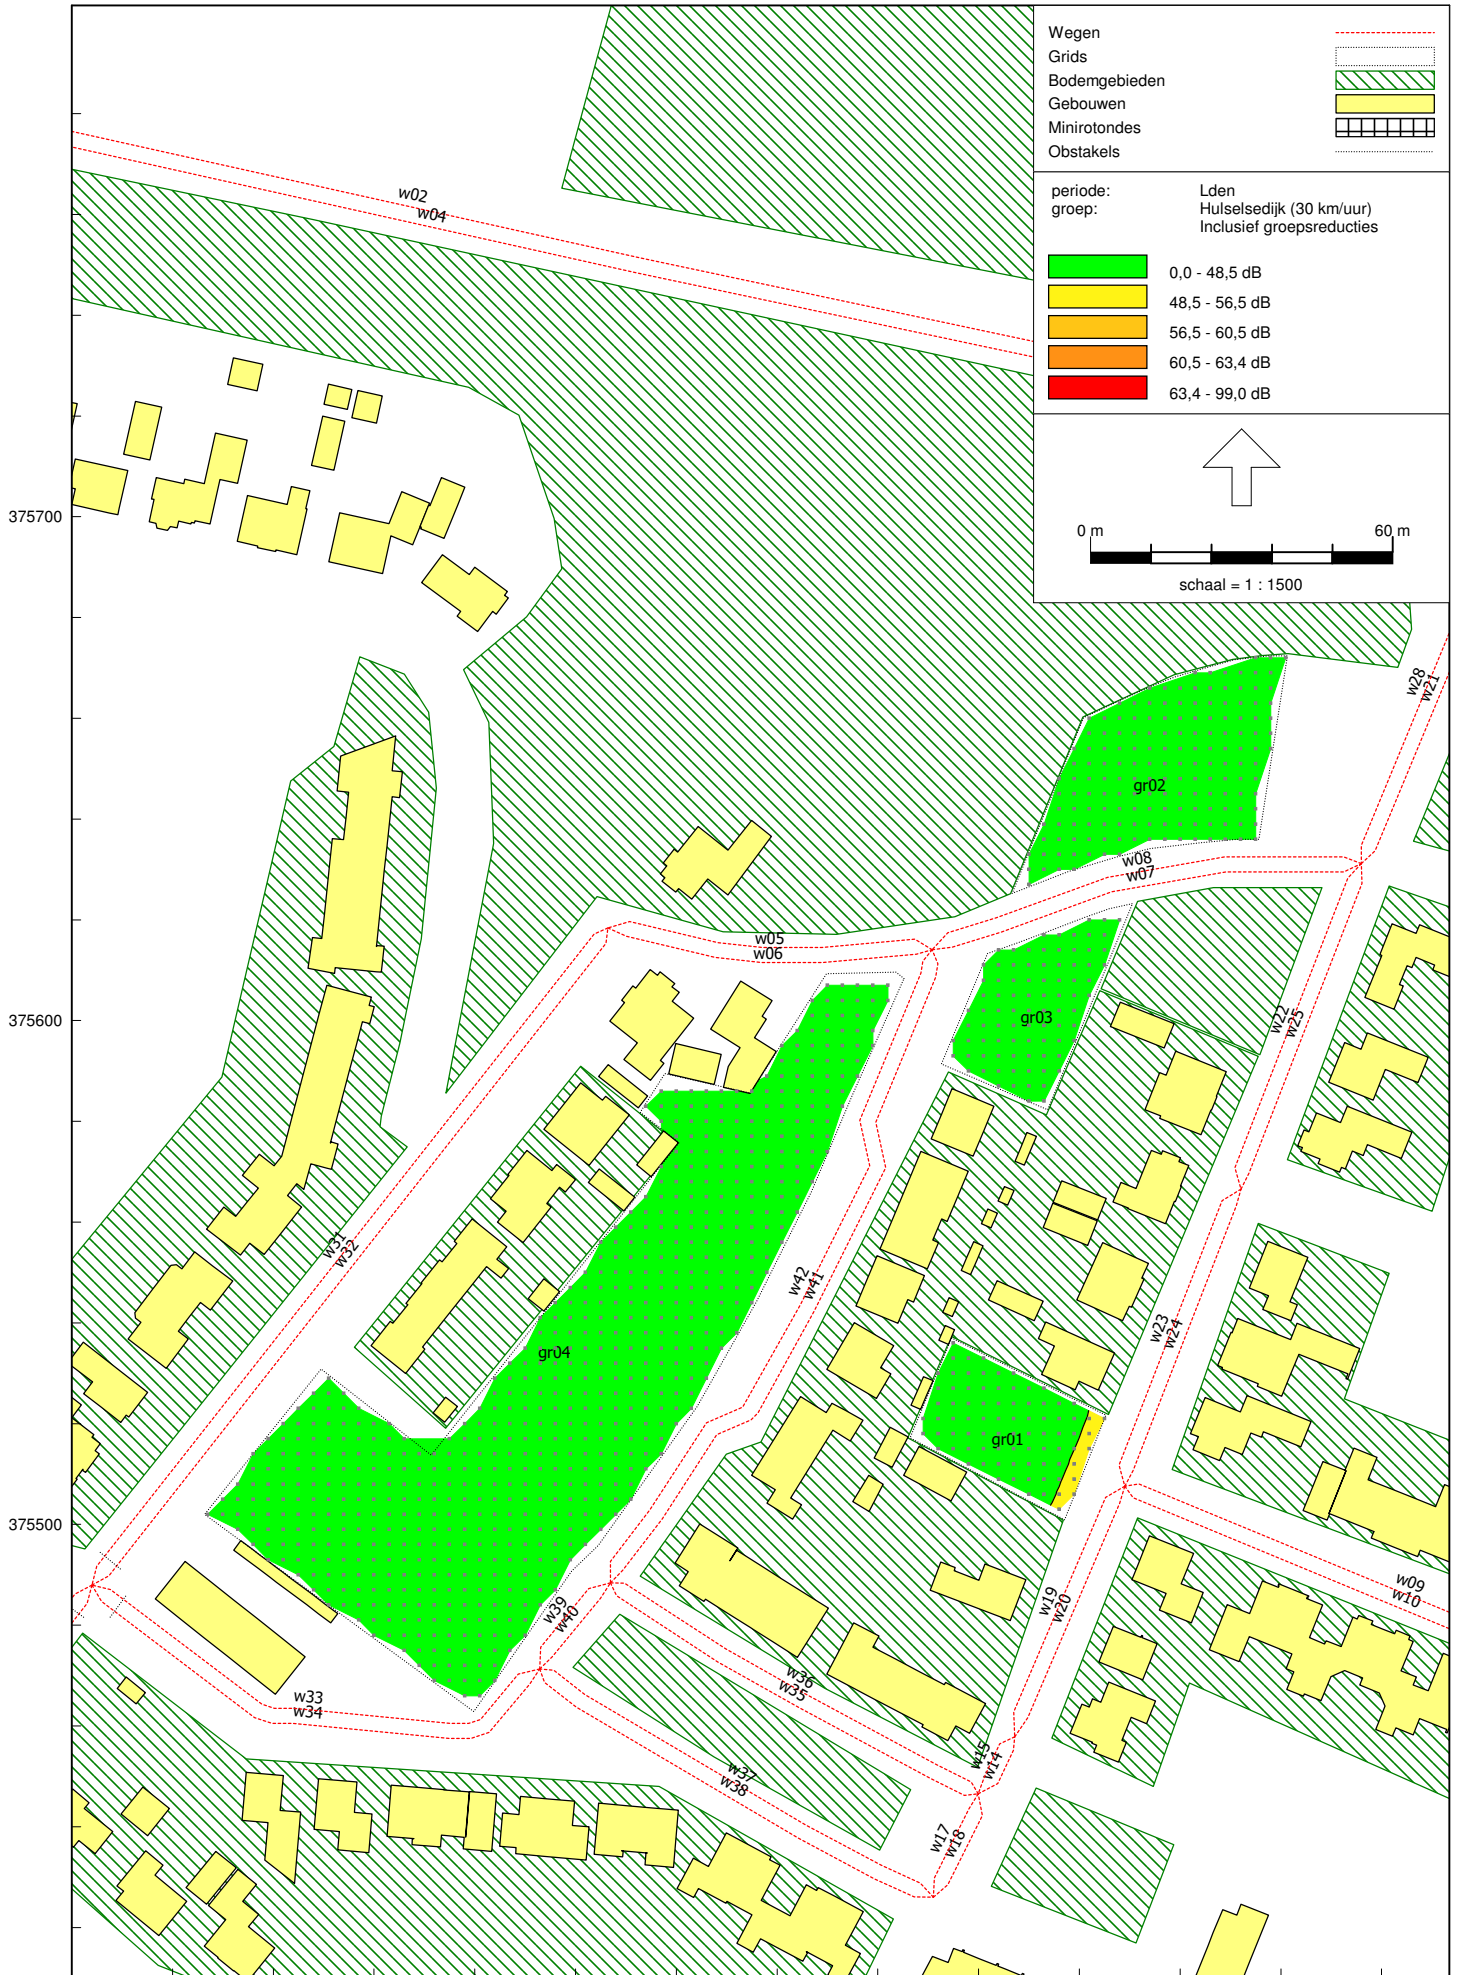 Wegen
Grids
Bodemgebieden
Gebouwen
Minirotondes
Obstakels
periode: Lden
groep: Hulselsedijk (30 km/uur)
Inclusief groepsreducties
0,0 - 48,5 dB
48,5 - 56,5 dB
56,5 - 60,5 dB
60,5 - 63,4 dB
63,4 - 99,0 dB
0 m 60 m
schaal = 1 : 1500
w02
w04
375700
w28
w21
gr02
w08
w07
w05
w06
375600
gr03
w22
w25
w31
w32
w42
w41
w23
w24
gr04
gr01
375500
w09
w10
w39
w40
w19
w20
w36
w35
w33
w34
w15
w14
w37
w38
w17
w18